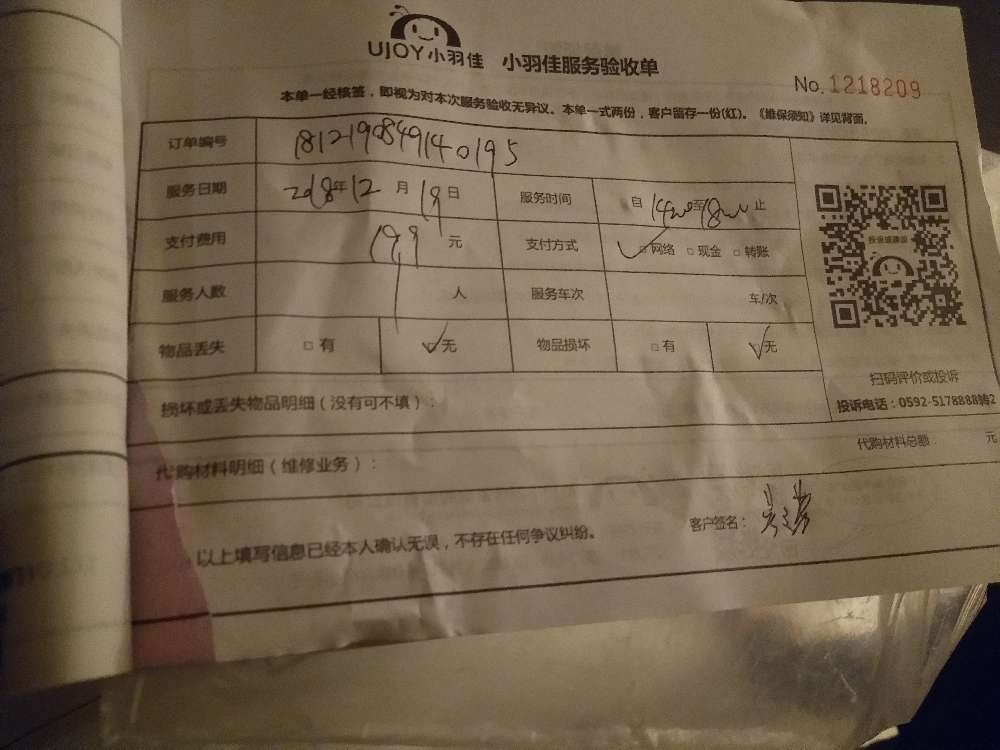 UJOY小羽佳 小羽佳服务验收单
No. 1218209
本单一经核签，即视为对本次服务验收无异议。本单一式两份，客户留存一份(红)。《维保须知》详见背面。
订单编号 181219084914 0195
服务日期 2018年12月19日 服务时间 自14:00至18:00止
支付费用 199元 支付方式 ✓□网络 □现金 □转账
服务人数 1人 服务车次 车/次
物品丢失 □有 ✓无 物品损坏 □有 ✓无
扫码评价或投诉
投诉电话：0592-5178888转2
损坏或丢失物品明细（没有可不填）：
代购材料总额： 元
代购材料明细（维修业务）：
客户签名：
以上填写信息已经本人确认无误，不存在任何争议纠纷。